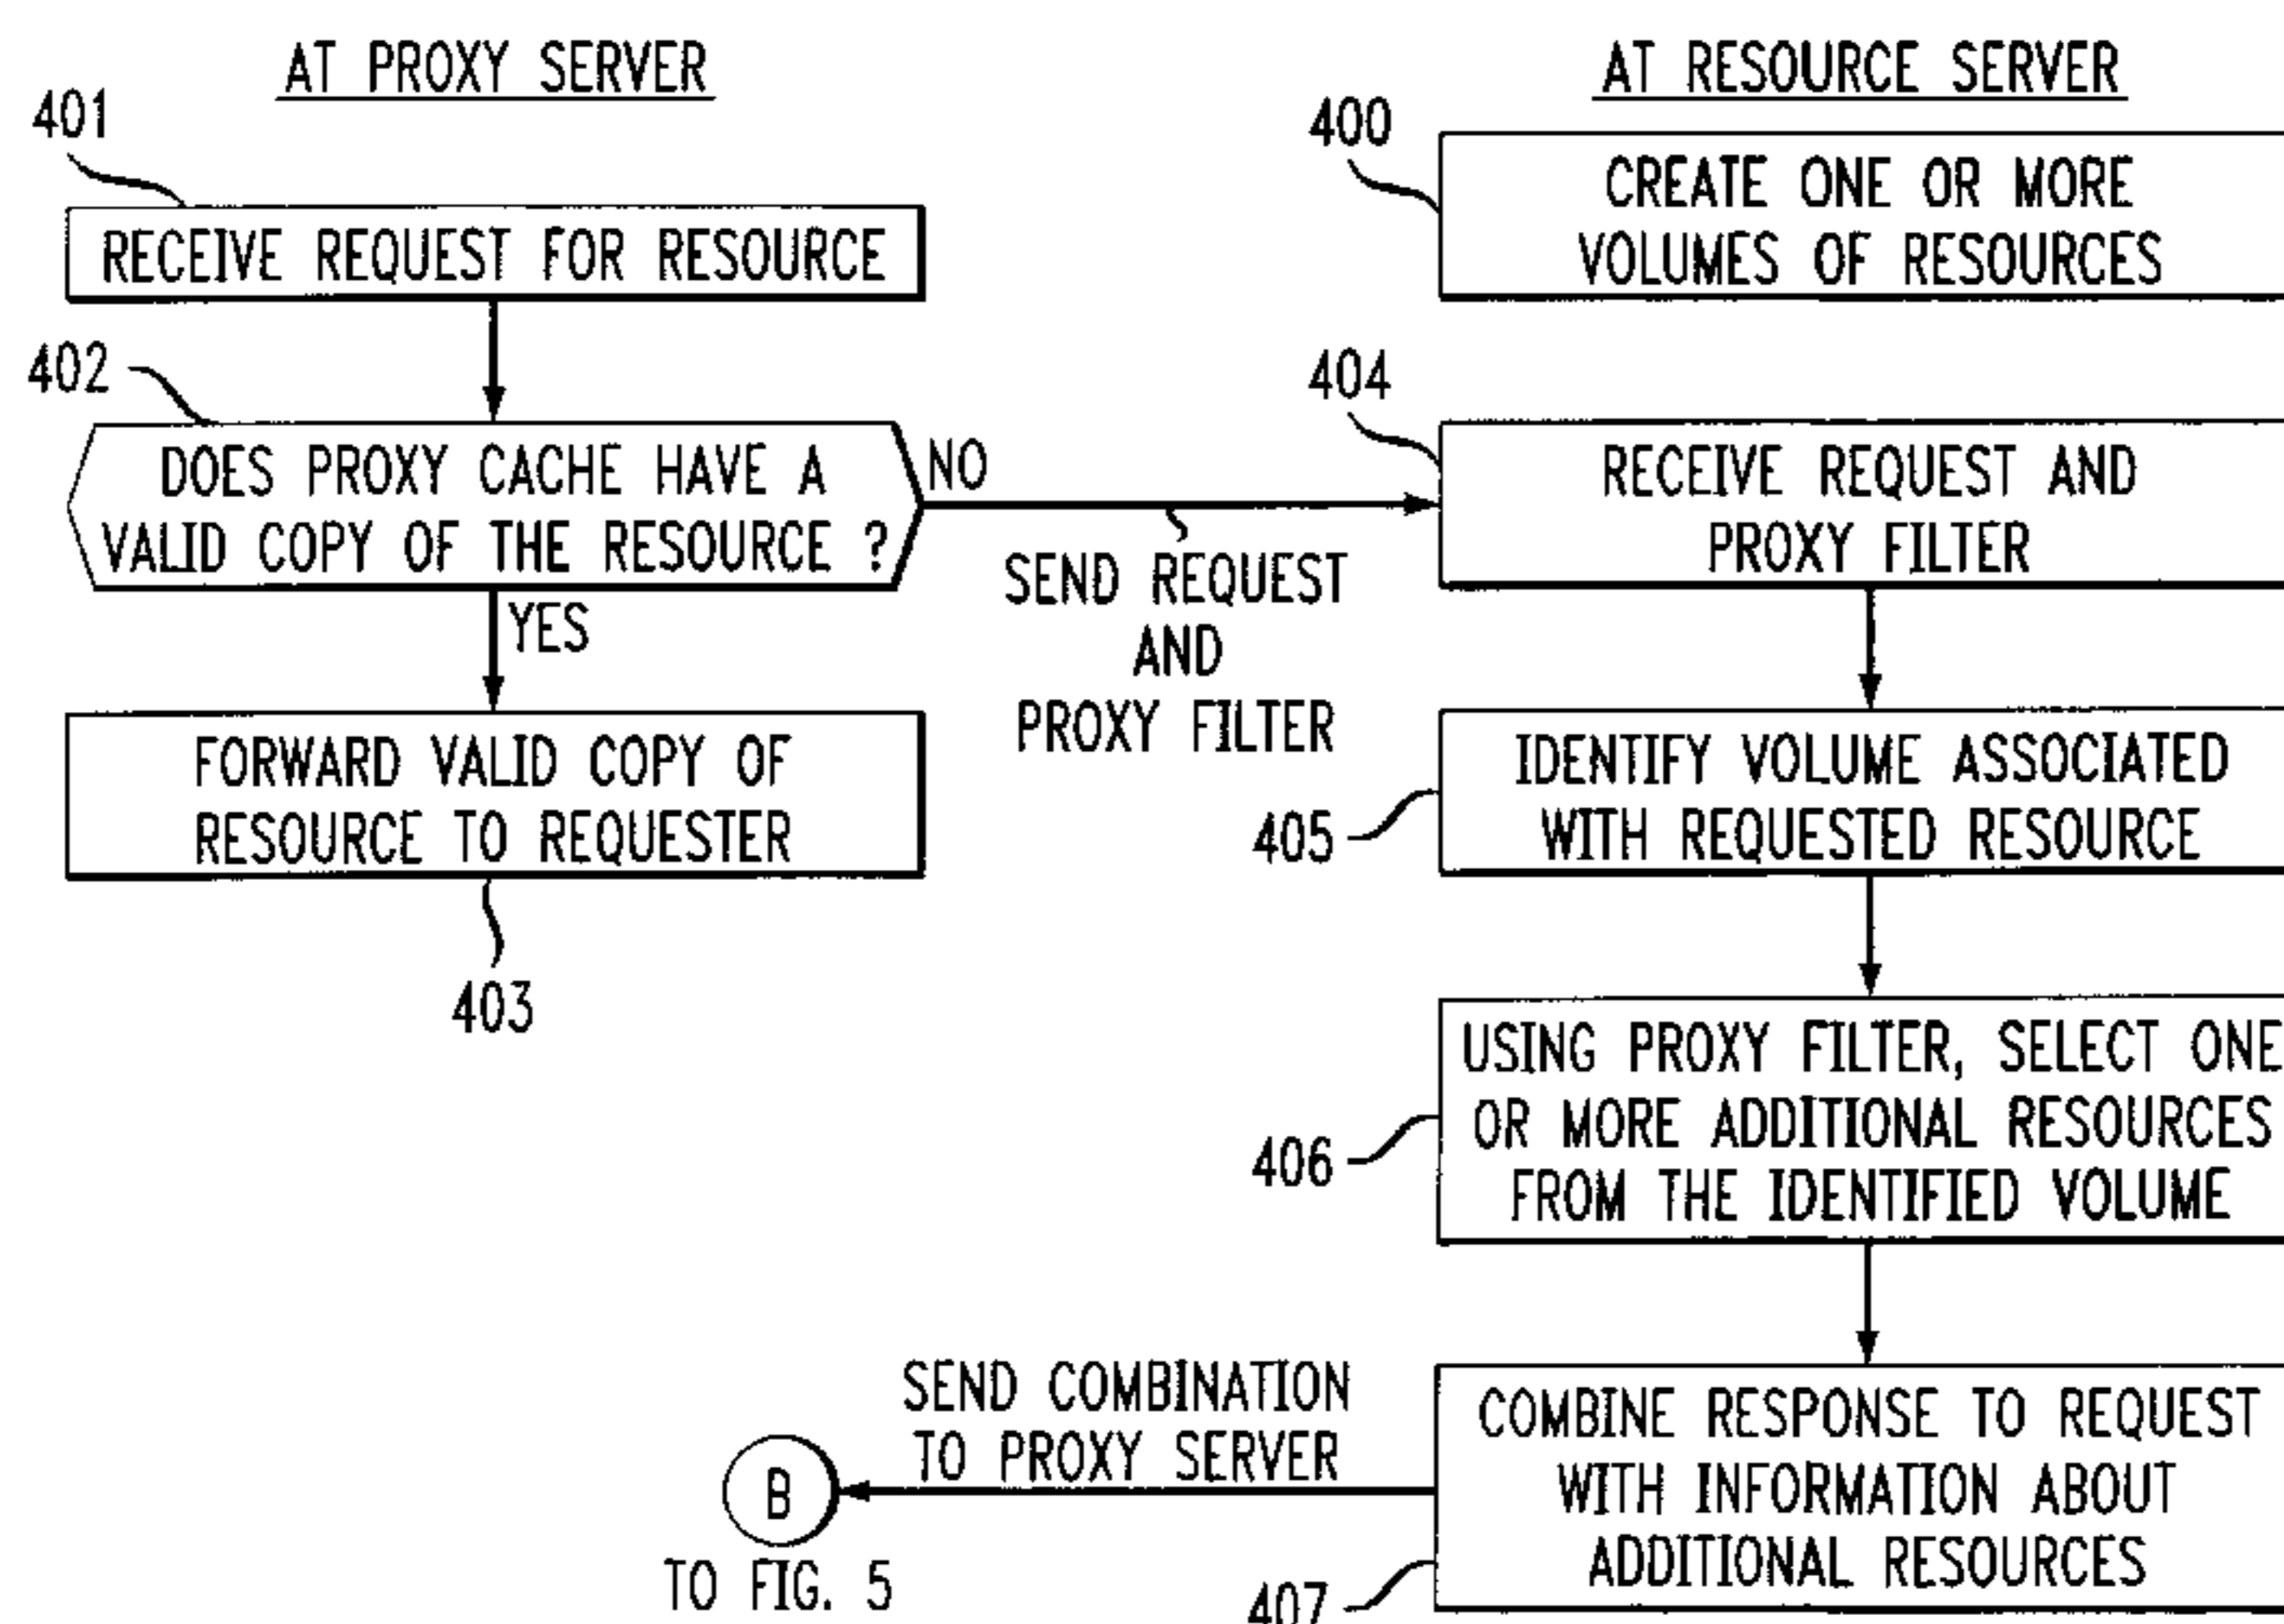 AT PROXY SERVER
401
RECEIVE REQUEST FOR RESOURCE
402
DOES PROXY CACHE HAVE A
VALID COPY OF THE RESOURCE ?
NO
YES
SEND REQUEST
AND
PROXY FILTER
FORWARD VALID COPY OF
RESOURCE TO REQUESTER
403
AT RESOURCE SERVER
400
CREATE ONE OR MORE
VOLUMES OF RESOURCES
404
RECEIVE REQUEST AND
PROXY FILTER
IDENTIFY VOLUME ASSOCIATED
WITH REQUESTED RESOURCE
405
USING PROXY FILTER, SELECT ONE
OR MORE ADDITIONAL RESOURCES
FROM THE IDENTIFIED VOLUME
406
COMBINE RESPONSE TO REQUEST
WITH INFORMATION ABOUT
ADDITIONAL RESOURCES
407
SEND COMBINATION
TO PROXY SERVER
B
TO FIG. 5